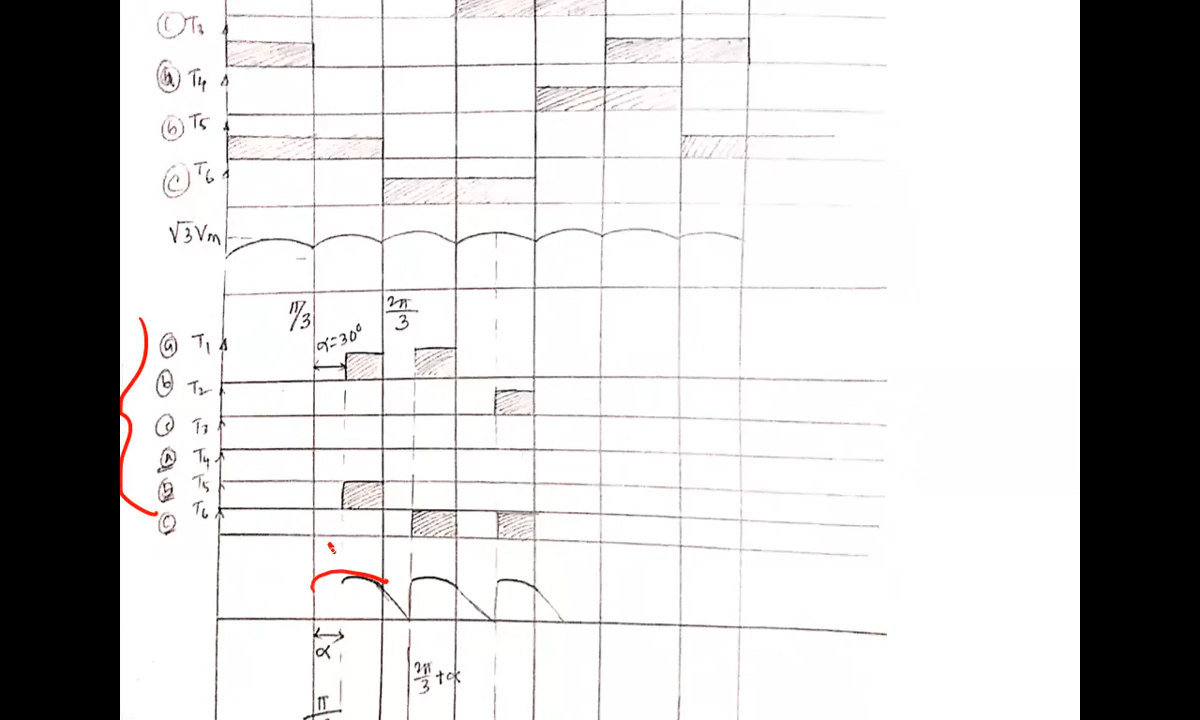 T3
a T4
b T5
c T6
√3Vm
π/3 2π/3
α=30°
a T1
b T2
c T3
a T4
b T5
c T6
α
2π/3 +α
π